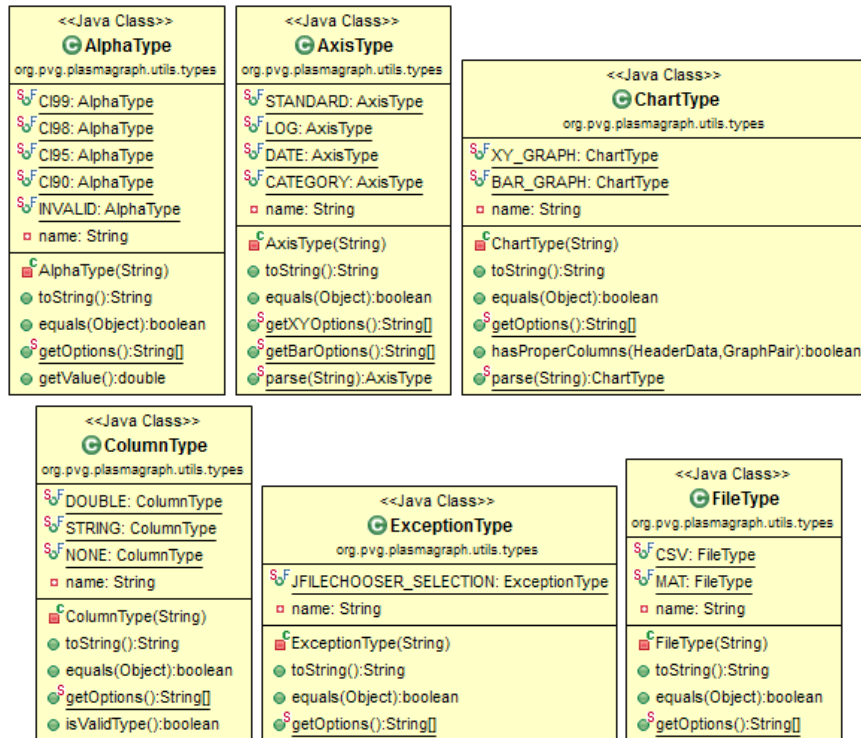 <<Java Class>>
AlphaType
org.pvg.plasmagraph.utils.types
CI99: AlphaType
CI98: AlphaType
CI95: AlphaType
CI90: AlphaType
INVALID: AlphaType
name: String
AlphaType(String)
toString():String
equals(Object):boolean
getOptions():String[]
getValue():double
<<Java Class>>
AxisType
org.pvg.plasmagraph.utils.types
STANDARD: AxisType
LOG: AxisType
DATE: AxisType
CATEGORY: AxisType
name: String
AxisType(String)
toString():String
equals(Object):boolean
getXYOptions():String[]
getBarOptions():String[]
parse(String):AxisType
<<Java Class>>
ChartType
org.pvg.plasmagraph.utils.types
XY_GRAPH: ChartType
BAR_GRAPH: ChartType
name: String
ChartType(String)
toString():String
equals(Object):boolean
getOptions():String[]
hasProperColumns(HeaderData,GraphPair):boolean
parse(String):ChartType
<<Java Class>>
ColumnType
org.pvg.plasmagraph.utils.types
DOUBLE: ColumnType
STRING: ColumnType
NONE: ColumnType
name: String
ColumnType(String)
toString():String
equals(Object):boolean
getOptions():String[]
isValidType():boolean
<<Java Class>>
ExceptionType
org.pvg.plasmagraph.utils.types
JFILECHOOSER_SELECTION: ExceptionType
name: String
ExceptionType(String)
toString():String
equals(Object):boolean
getOptions():String[]
<<Java Class>>
FileType
org.pvg.plasmagraph.utils.types
CSV: FileType
MAT: FileType
name: String
FileType(String)
toString():String
equals(Object):boolean
getOptions():String[]